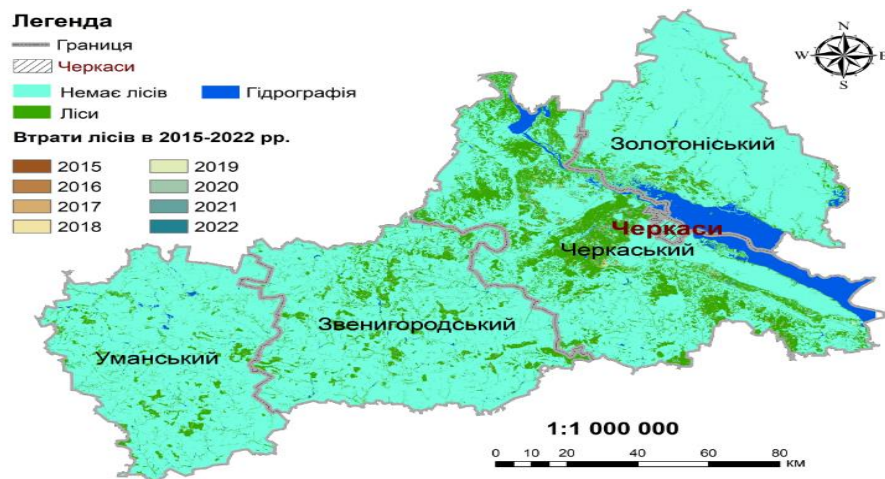 Легенда
Границя
Черкаси
Немає лісів
Гідрографія
Ліси
Втрати лісів в 2015-2022 рр.
2015
2019
2016
2020
2017
2021
2018
2022
N
W
E
S
Золотоніський
Черкаси
Черкаський
Звенигородський
Уманський
1:1 000 000
0 10 20 40 60 80
км